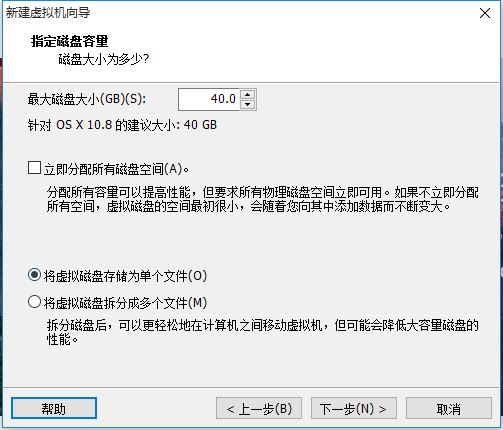 新建虚拟机向导
指定磁盘容量
磁盘大小为多少?
最大磁盘大小(GB)(S): 40.0
针对 OS X 10.8 的建议大小: 40 GB
立即分配所有磁盘空间(A)。
分配所有容量可以提高性能，但要求所有物理磁盘空间立即可用。如果不立即分配
所有空间，虚拟磁盘的空间最初很小，会随着您向其中添加数据而不断变大。
将虚拟磁盘存储为单个文件(O)
将虚拟磁盘拆分成多个文件(M)
拆分磁盘后，可以更轻松地在计算机之间移动虚拟机，但可能会降低大容量磁盘的
性能。
帮助 < 上一步(B) 下一步(N) > 取消